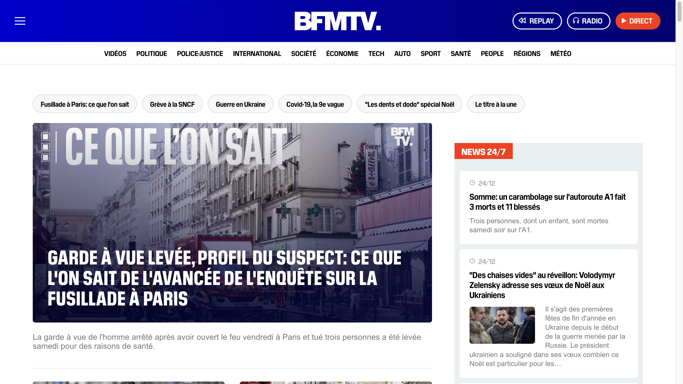 BFMTV.
REPLAY
RADIO
DIRECT
VIDÉOS POLITIQUE POLICE-JUSTICE INTERNATIONAL SOCIÉTÉ ÉCONOMIE TECH AUTO SPORT SANTÉ PEOPLE RÉGIONS MÉTÉO
Fusillade à Paris: ce que l'on sait
Grève à la SNCF
Guerre en Ukraine
Covid-19, la 9e vague
"Les dents et dodo" spécial Noël
Le titre à la une
CE QUE L'ON SAIT
BFM
TV.
GARDE À VUE LEVÉE, PROFIL DU SUSPECT: CE QUE
L'ON SAIT DE L'AVANCÉE DE L'ENQUÊTE SUR LA
FUSILLADE À PARIS
La garde à vue de l'homme arrêté après avoir ouvert le feu vendredi à Paris et tué trois personnes a été levée
samedi pour des raisons de santé.
NEWS 24/7
24/12
Somme: un carambolage sur l'autoroute A1 fait
3 morts et 11 blessés
Trois personnes, dont un enfant, sont mortes
samedi soir sur l'A1.
24/12
"Des chaises vides" au réveillon: Volodymyr
Zelensky adresse ses vœux de Noël aux
Ukrainiens
Il s'agit des premières
fêtes de fin d'année en
Ukraine depuis le début
de la guerre menée par la
Russie. Le président
ukrainien a souligné dans ses vœux combien ce
Noël est particulier pour les…